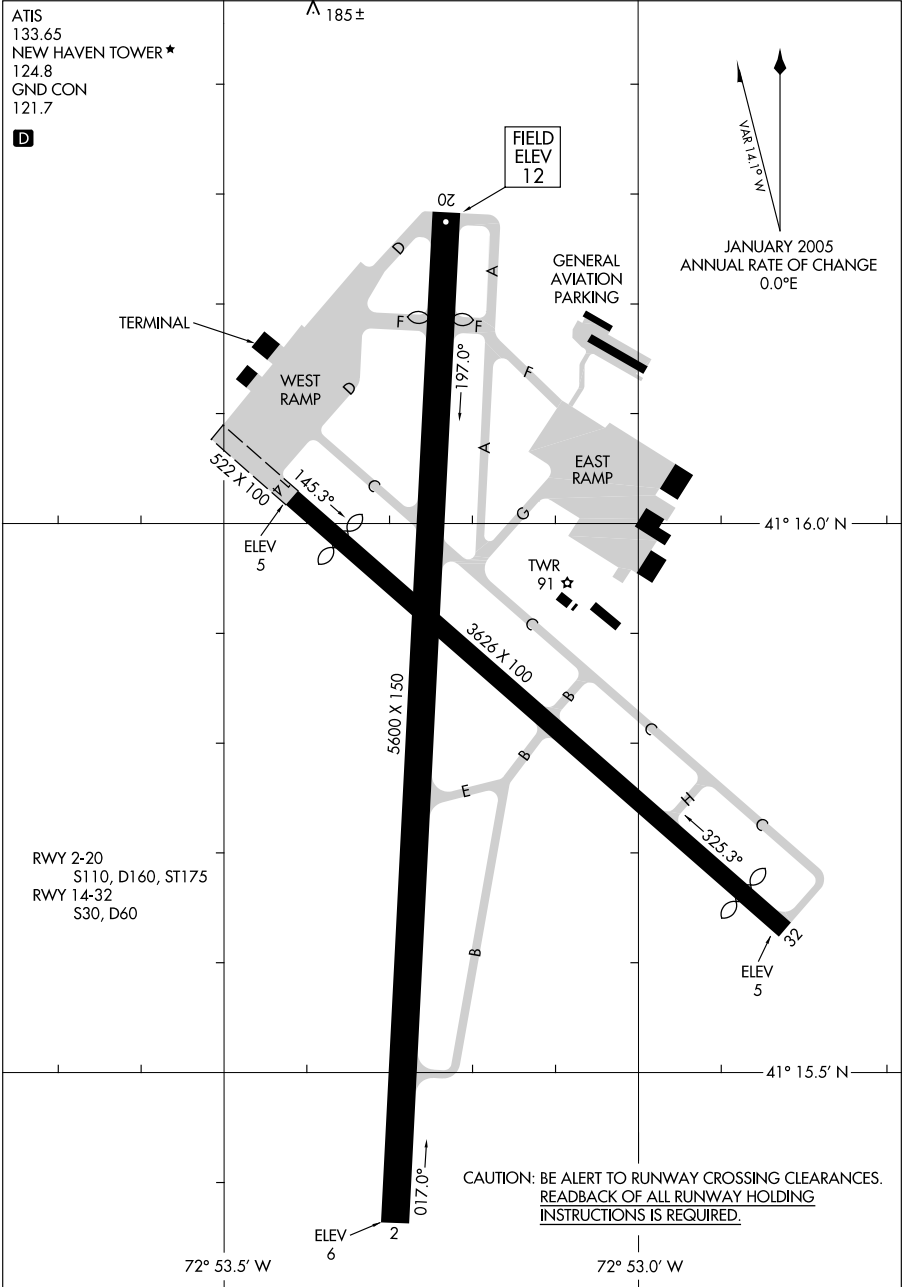 ATIS
133.65
NEW HAVEN TOWER★
124.8
GND CON
121.7
D
185±
VAR 14.1° W
JANUARY 2005
ANNUAL RATE OF CHANGE
0.0°E
FIELD
ELEV
12
20
D
A
GENERAL
AVIATION
PARKING
TERMINAL
F
F
197.0°
F
WEST
RAMP
D
A
EAST
RAMP
522 X 100
145.3°
C
G
14
ELEV
5
41° 16.0' N
TWR
91
C
3626 X 100
5600 X 150
B
B
C
E
H
C
325.3°
RWY 2-20
S110, D160, ST175
RWY 14-32
S30, D60
32
B
ELEV
5
41° 15.5' N
017.0°
CAUTION: BE ALERT TO RUNWAY CROSSING CLEARANCES.
READBACK OF ALL RUNWAY HOLDING
INSTRUCTIONS IS REQUIRED.
2
ELEV
6
72° 53.5' W
72° 53.0' W